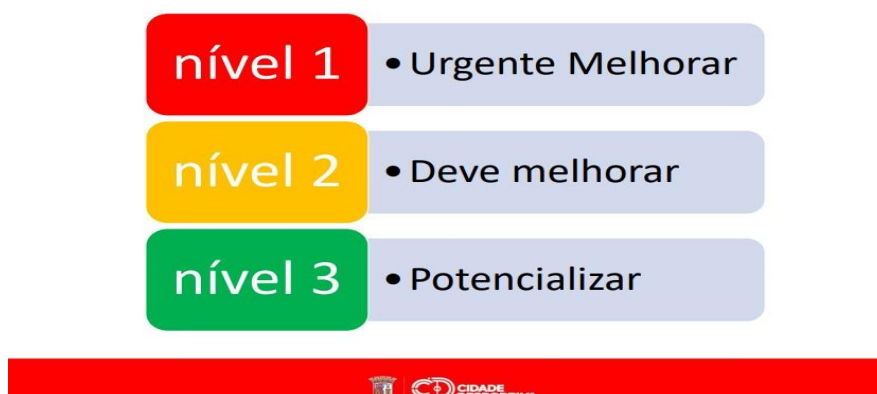 nível 1
• Urgente Melhorar
nível 2
• Deve melhorar
nível 3
• Potencializar
CIDADE